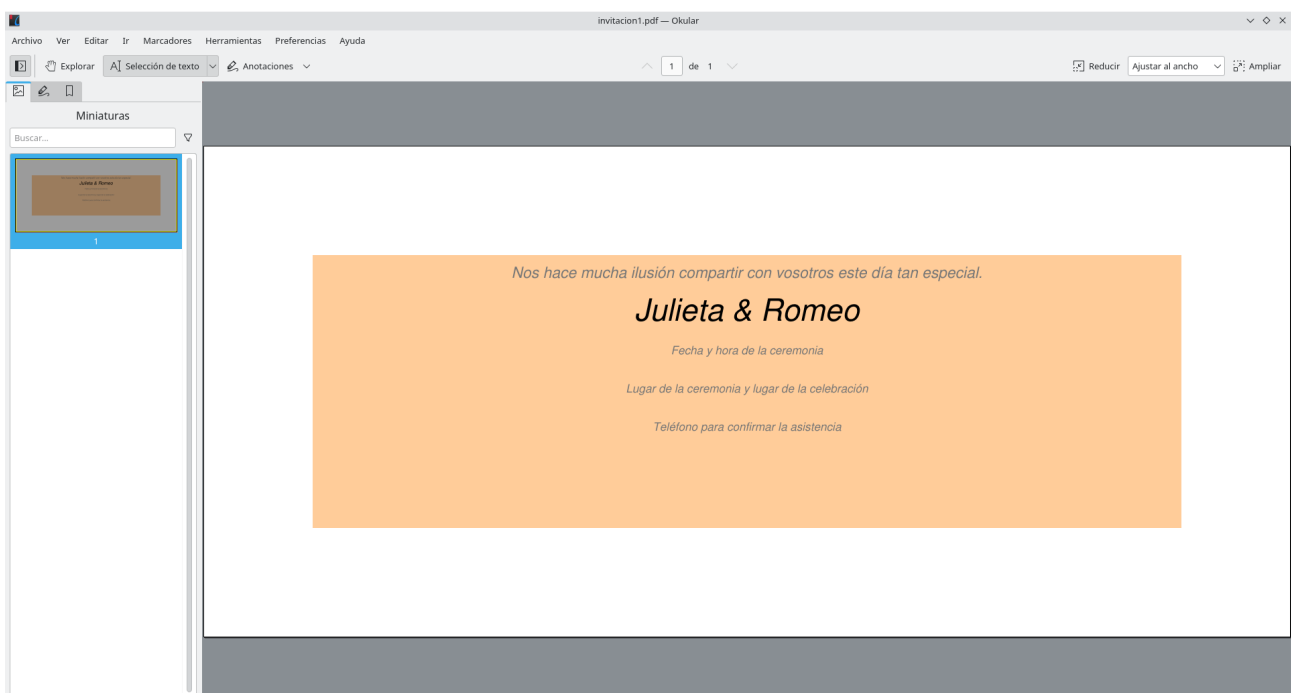 invitacion1.pdf — Okular
Archivo Ver Editar Ir Marcadores Herramientas Preferencias Ayuda
Explorar Selección de texto Anotaciones 1 de 1 Reducir Ajustar al ancho Ampliar
Miniaturas
Buscar...
Julieta & Romeo
1
Nos hace mucha ilusión compartir con vosotros este día tan especial.
Julieta & Romeo
Fecha y hora de la ceremonia
Lugar de la ceremonia y lugar de la celebración
Teléfono para confirmar la asistencia